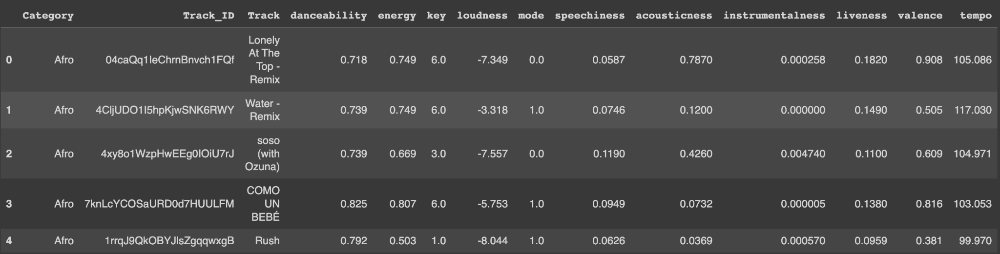 Category Track_ID Track danceability energy key loudness mode speechiness acousticness instrumentalness liveness valence tempo
0 Afro 04caQq1IeChrnBnvch1FQf Lonely At The Top - Remix 0.718 0.749 6.0 -7.349 0.0 0.0587 0.7870 0.000258 0.1820 0.908 105.086
1 Afro 4CljUDO1I5hpKjwSNK6RWY Water - Remix 0.739 0.749 6.0 -3.318 1.0 0.0746 0.1200 0.000000 0.1490 0.505 117.030
2 Afro 4xy8o1WzpHwEEg0IOiU7rJ soso (with Ozuna) 0.739 0.669 3.0 -7.557 0.0 0.1190 0.4260 0.004740 0.1100 0.609 104.971
3 Afro 7knLcYCOSaURD0d7HUULFM COMO UN BEBÉ 0.825 0.807 6.0 -5.753 1.0 0.0949 0.0732 0.000005 0.1380 0.816 103.053
4 Afro 1rrqJ9QkOBYJlsZgqqwxgB Rush 0.792 0.503 1.0 -8.044 1.0 0.0626 0.0369 0.000570 0.0959 0.381 99.970